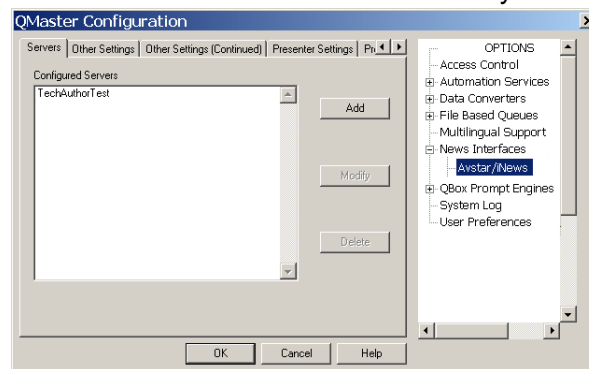 QMaster Configuration
Servers Other Settings Other Settings (Continued) Presenter Settings
Configured Servers
TechAuthorTest
Add
Modify
Delete
OK Cancel Help
OPTIONS
Access Control
Automation Services
Data Converters
File Based Queues
Multilingual Support
News Interfaces
Avstar/iNews
QBox Prompt Engines
System Log
User Preferences